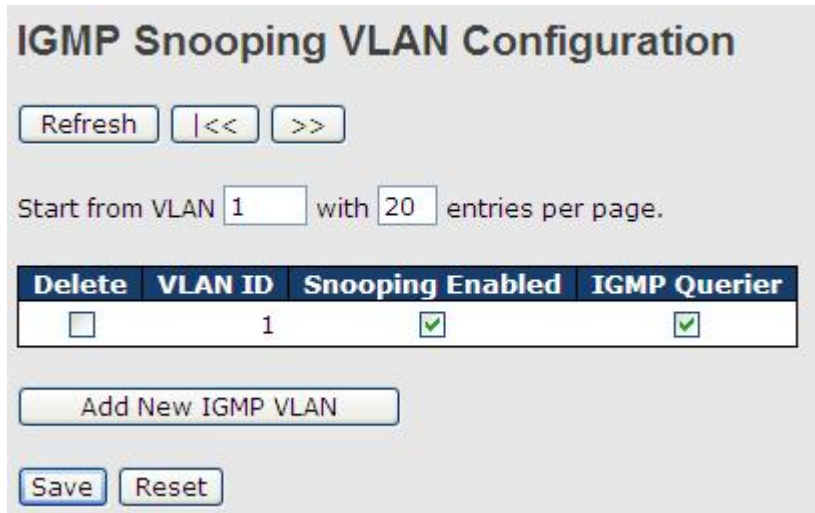 IGMP Snooping VLAN Configuration
Refresh |<< >>
Start from VLAN 1 with 20 entries per page.
Delete VLAN ID Snooping Enabled IGMP Querier
1
Add New IGMP VLAN
Save Reset